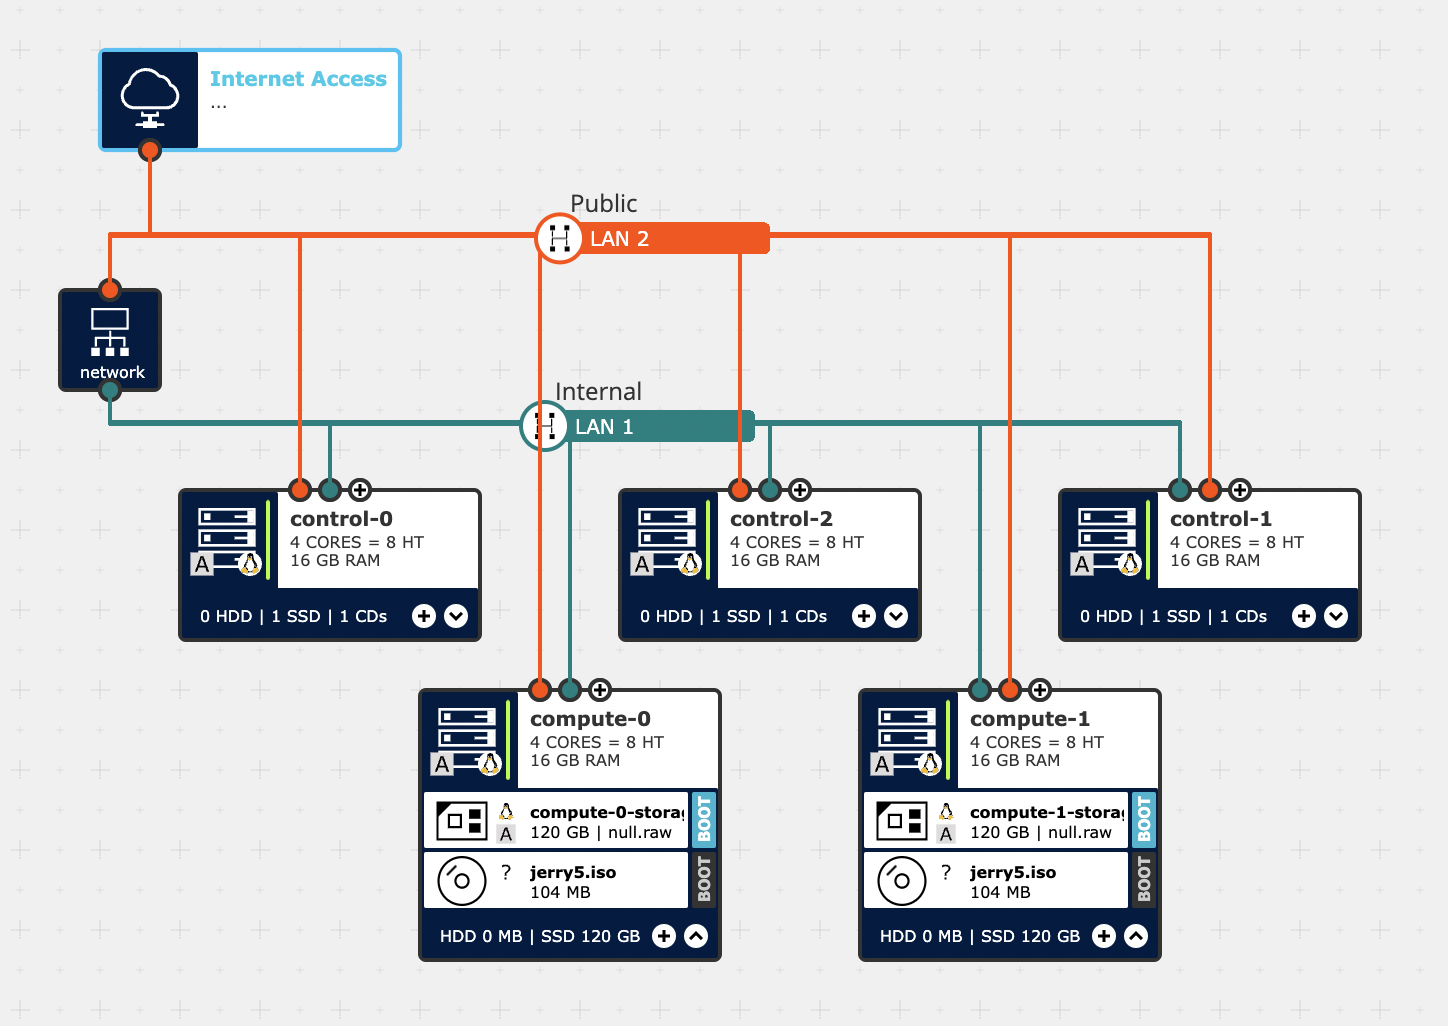 Internet Access
...
Public
LAN 2
network
Internal
LAN 1
control-0
4 CORES = 8 HT
16 GB RAM
A
0 HDD | 1 SSD | 1 CDs
control-2
4 CORES = 8 HT
16 GB RAM
A
0 HDD | 1 SSD | 1 CDs
control-1
4 CORES = 8 HT
16 GB RAM
A
0 HDD | 1 SSD | 1 CDs
compute-0
4 CORES = 8 HT
16 GB RAM
A
compute-0-storag
120 GB | null.raw
A
BOOT
? jerry5.iso
104 MB
BOOT
HDD 0 MB | SSD 120 GB
compute-1
4 CORES = 8 HT
16 GB RAM
A
compute-1-storag
120 GB | null.raw
A
BOOT
? jerry5.iso
104 MB
BOOT
HDD 0 MB | SSD 120 GB